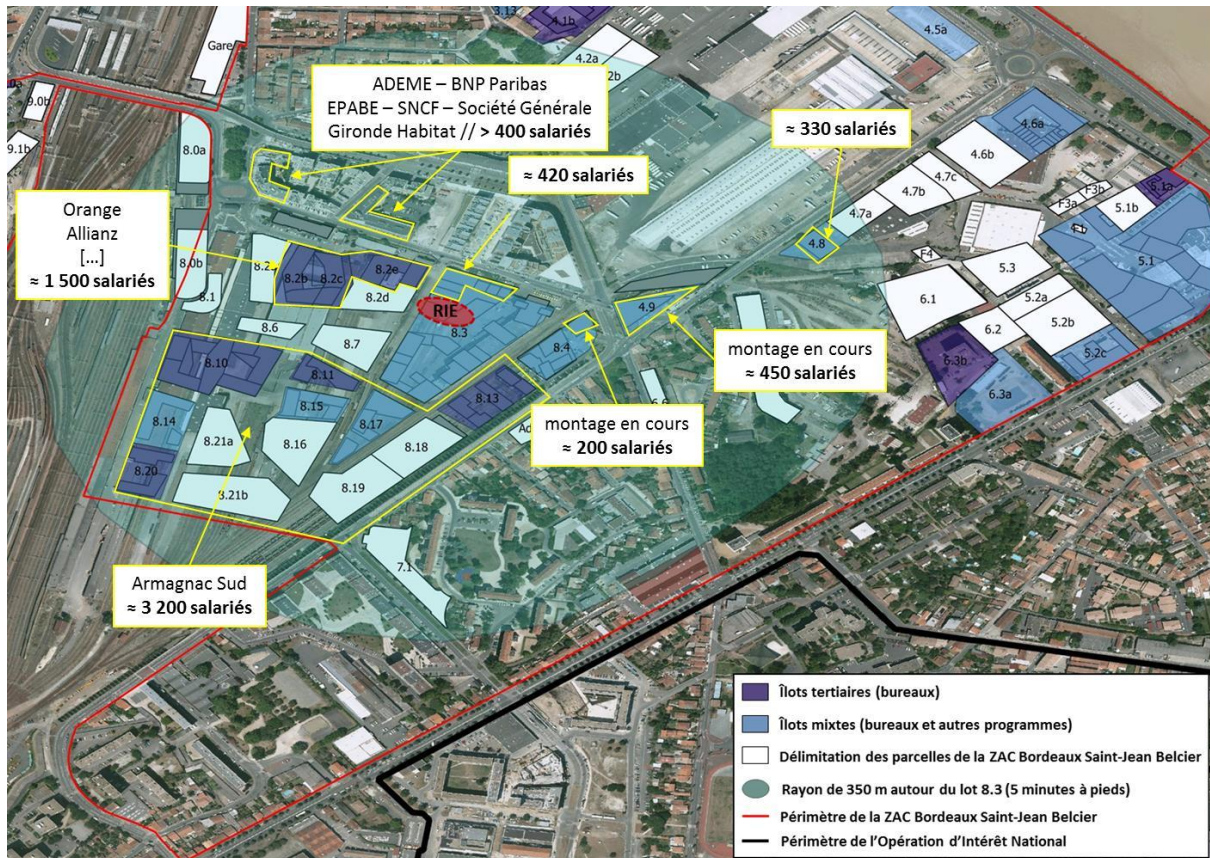 3.13
4.1b
4.5a
Gare
4.2a
2b
ADEME – BNP Paribas
EPABE – SNCF – Société Générale
Gironde Habitat // > 400 salariés
≈ 330 salariés
≈ 420 salariés
9.0b
9.1b
8.0a
4.6a
4.6b
4.7c
4.7b
4.7a
4.8
F3b
F3a
5.1a
5.1b
5.1
F4
Orange
Allianz
[...]
≈ 1 500 salariés
8.0b
8.1
8.2b
8.2c
8.2e
8.2d
RIE
8.3
8.6
8.7
4.9
8.4
6.1
5.3
5.2a
5.2b
6.2
5.2c
6.3b
6.3a
montage en cours
≈ 450 salariés
8.10
8.11
8.13
8.14
8.15
8.16
8.17
8.18
8.19
8.20
8.21a
8.21b
6.6
montage en cours
≈ 200 salariés
7.1
Armagnac Sud
≈ 3 200 salariés
Îlots tertiaires (bureaux)
Îlots mixtes (bureaux et autres programmes)
Délimitation des parcelles de la ZAC Bordeaux Saint-Jean Belcier
Rayon de 350 m autour du lot 8.3 (5 minutes à pieds)
Périmètre de la ZAC Bordeaux Saint-Jean Belcier
Périmètre de l'Opération d'Intérêt National